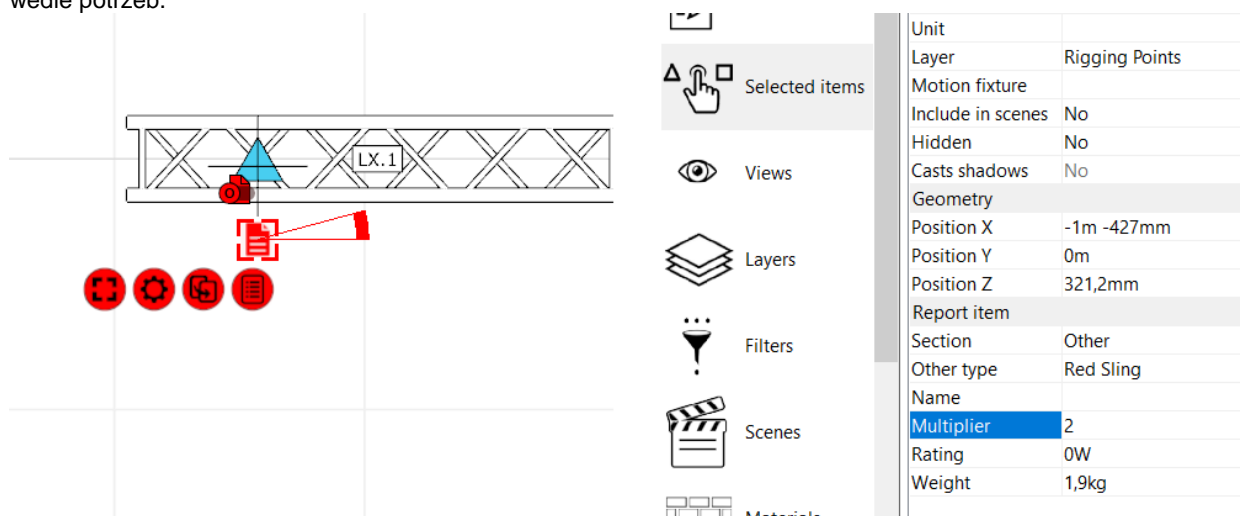 wedle potrzeb.
LX.1
Selected items
Views
Layers
Filters
Scenes
Materials
Unit
Layer Rigging Points
Motion fixture
Include in scenes No
Hidden No
Casts shadows No
Geometry
Position X -1m -427mm
Position Y 0m
Position Z 321,2mm
Report item
Section Other
Other type Red Sling
Name
Multiplier 2
Rating 0W
Weight 1,9kg